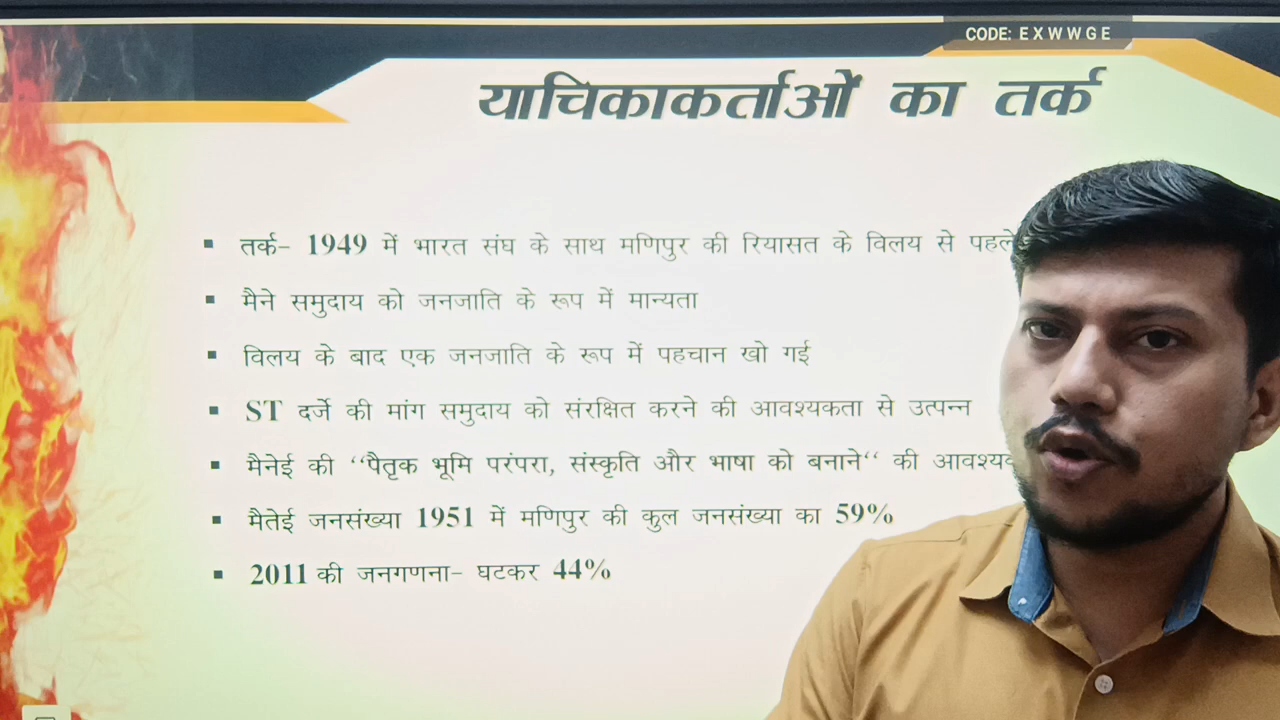 CODE: E X W W G E
याचिकाकर्ताओं का तर्क
▪ तर्क– 1949 में भारत संघ के साथ मणिपुर की रियासत के विलय से पहले
▪ मैने समुदाय को जनजाति के रूप में मान्यता
▪ विलय के बाद एक जनजाति के रूप में पहचान खो गई
▪ ST दर्जे की मांग समुदाय को संरक्षित करने की आवश्यकता से उत्पन्न
▪ मैनेई की “पैतृक भूमि परंपरा, संस्कृति और भाषा को बनाने“ की
▪ मैतेई जनसंख्या 1951 में मणिपुर की कुल जनसंख्या का 59%
▪ 2011 की जनगणना– घटकर 44%